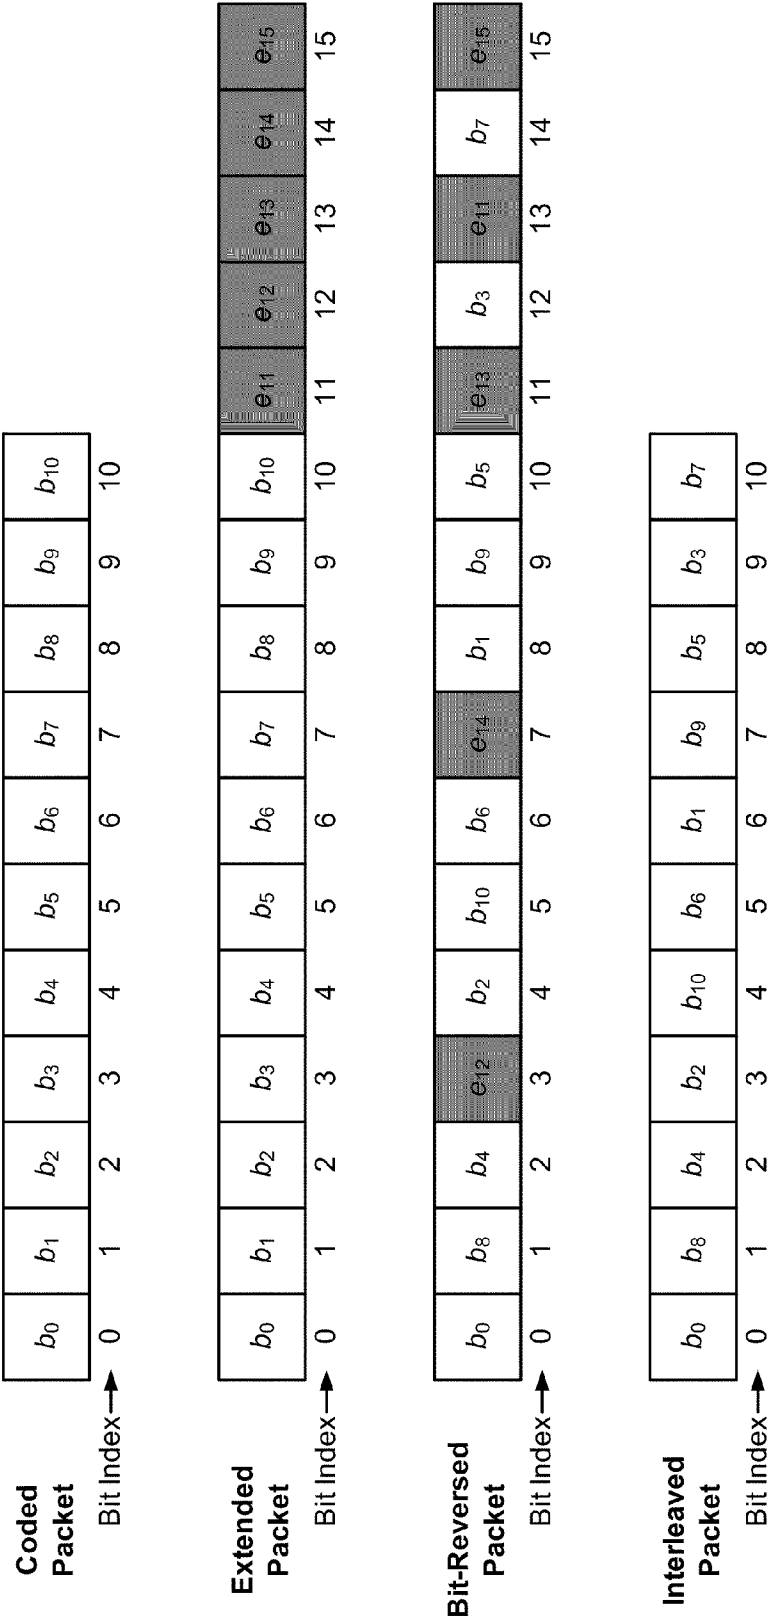 Coded
Packet
b0 b1 b2 b3 b4 b5 b6 b7 b8 b9 b10
Bit Index 0 1 2 3 4 5 6 7 8 9 10
Extended
Packet
b0 b1 b2 b3 b4 b5 b6 b7 b8 b9 b10 e11 e12 e13 e14 e15
Bit Index 0 1 2 3 4 5 6 7 8 9 10 11 12 13 14 15
Bit-Reversed
Packet
b0 b8 b4 e12 b2 b10 b6 e14 b1 b9 b5 e13 b3 e11 b7 e15
Bit Index 0 1 2 3 4 5 6 7 8 9 10 11 12 13 14 15
Interleaved
Packet
b0 b8 b4 b2 b10 b6 b1 b9 b5 b3 b7
Bit Index 0 1 2 3 4 5 6 7 8 9 10